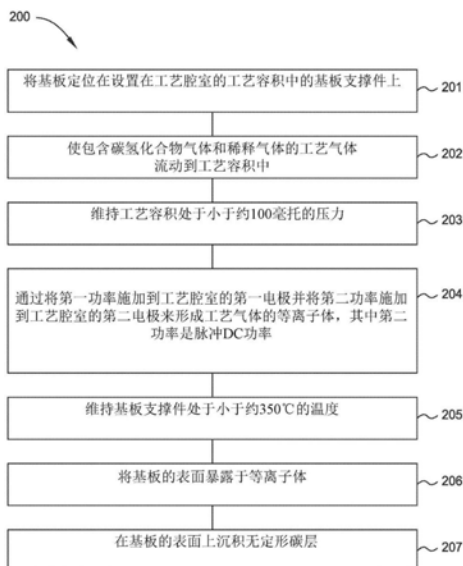 200
将基板定位在设置在工艺腔室的工艺容积中的基板支撑件上
201
使包含碳氢化合物气体和稀释气体的工艺气体
流动到工艺容积中
202
维持工艺容积处于小于约100毫托的压力
203
通过将第一功率施加到工艺腔室的第一电极并将第二功率施加
到工艺腔室的第二电极来形成工艺气体的等离子体，其中第二
功率是脉冲DC功率
204
维持基板支撑件处于小于约350℃的温度
205
将基板的表面暴露于等离子体
206
在基板的表面上沉积无定形碳层
207